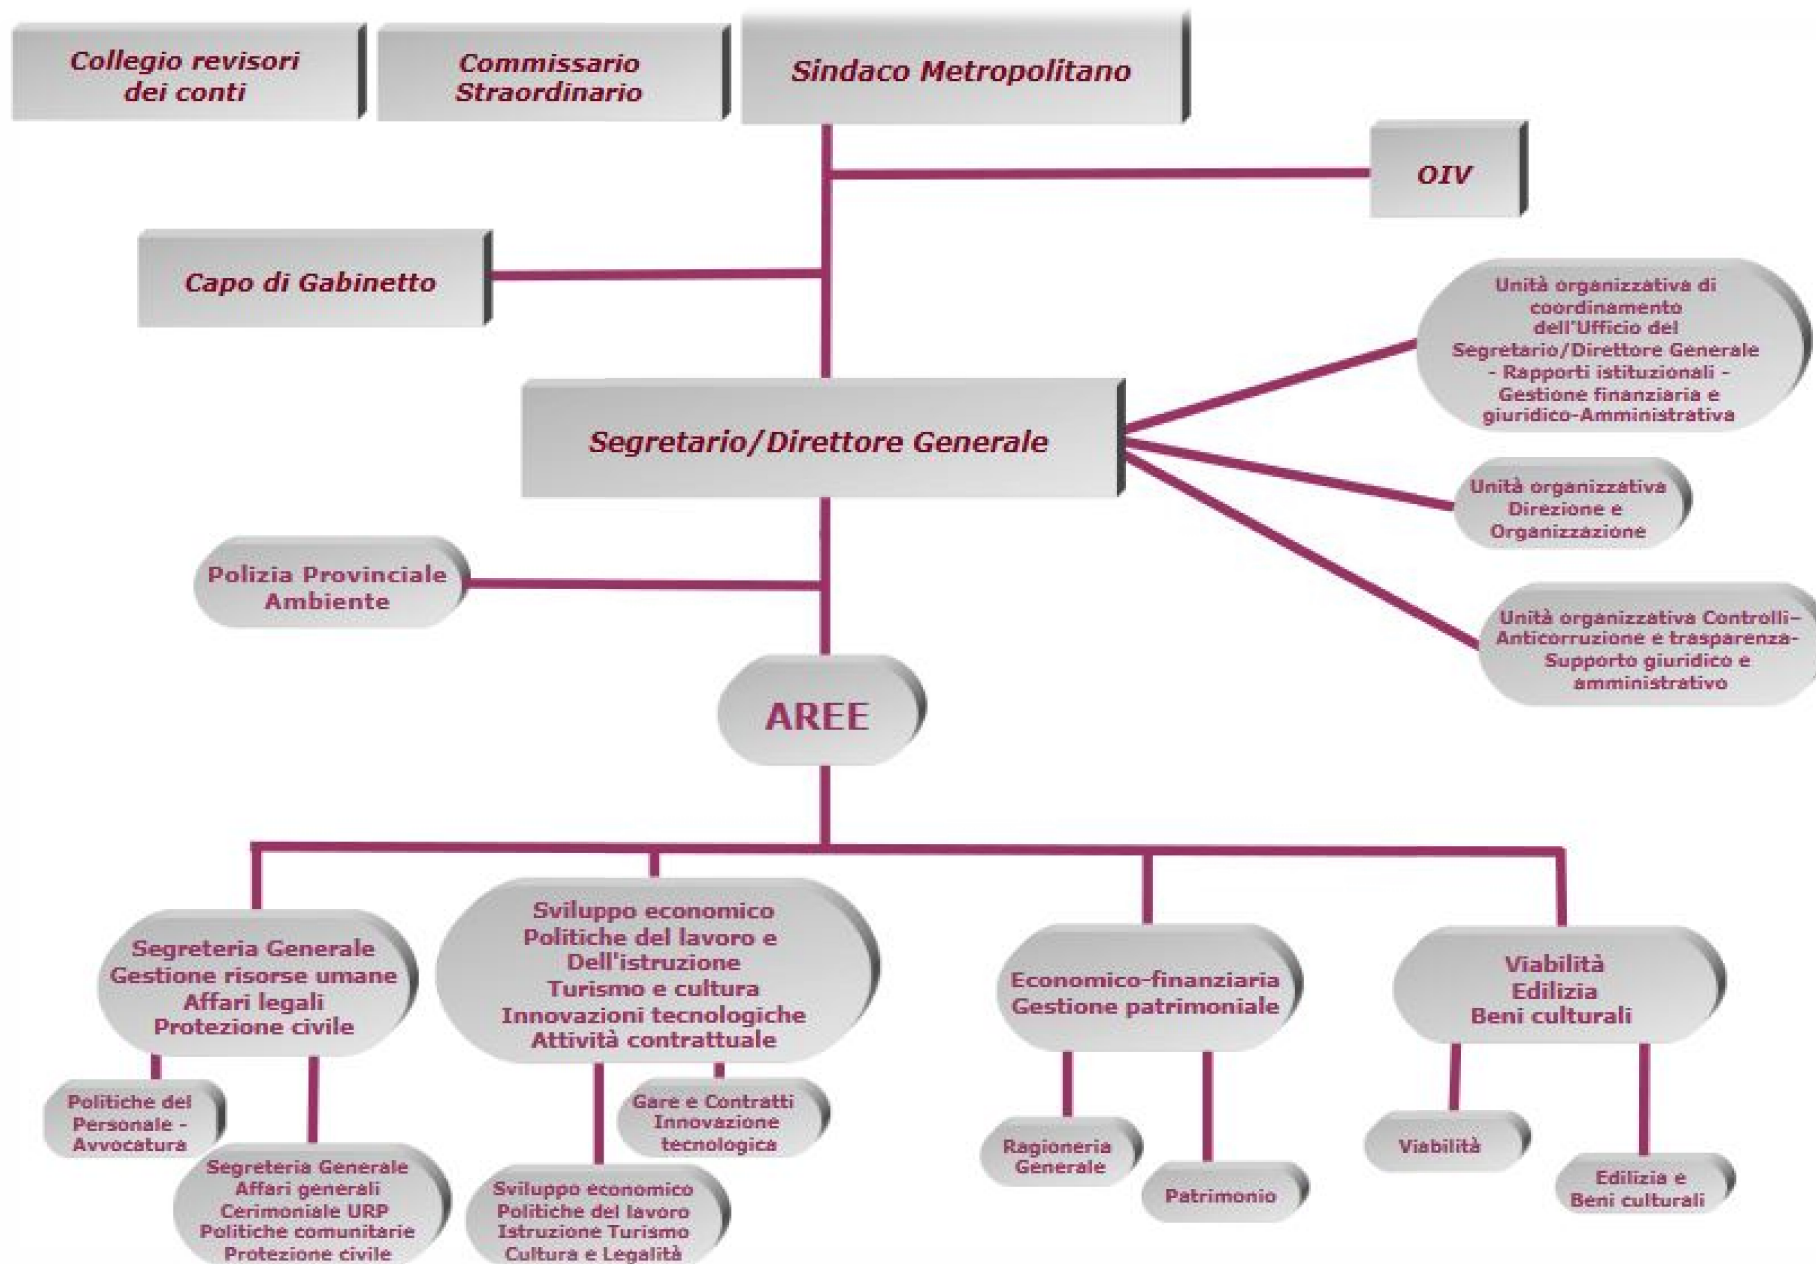 Collegio revisori
dei conti
Commissario
Straordinario
Sindaco Metropolitano
OIV
Capo di Gabinetto
Unità organizzativa di
coordinamento
dell'Ufficio del
Segretario/Direttore Generale
- Rapporti istituzionali -
Gestione finanziaria e
giuridico-Amministrativa
Segretario/Direttore Generale
Unità organizzativa
Direzione e
Organizzazione
Polizia Provinciale
Ambiente
Unità organizzativa Controlli–
Anticorruzione e trasparenza-
Supporto giuridico e
amministrativo
AREE
Segreteria Generale
Gestione risorse umane
Affari legali
Protezione civile
Sviluppo economico
Politiche del lavoro e
Dell'istruzione
Turismo e cultura
Innovazioni tecnologiche
Attività contrattuale
Economico-finanziaria
Gestione patrimoniale
Viabilità
Edilizia
Beni culturali
Politiche del
Personale -
Avvocatura
Segreteria Generale
Affari generali
Cerimoniale URP
Politiche comunitarie
Protezione civile
Sviluppo economico
Politiche del lavoro
Istruzione Turismo
Cultura e Legalità
Gare e Contratti
Innovazione
tecnologica
Ragioneria
Generale
Patrimonio
Viabilità
Edilizia e
Beni culturali